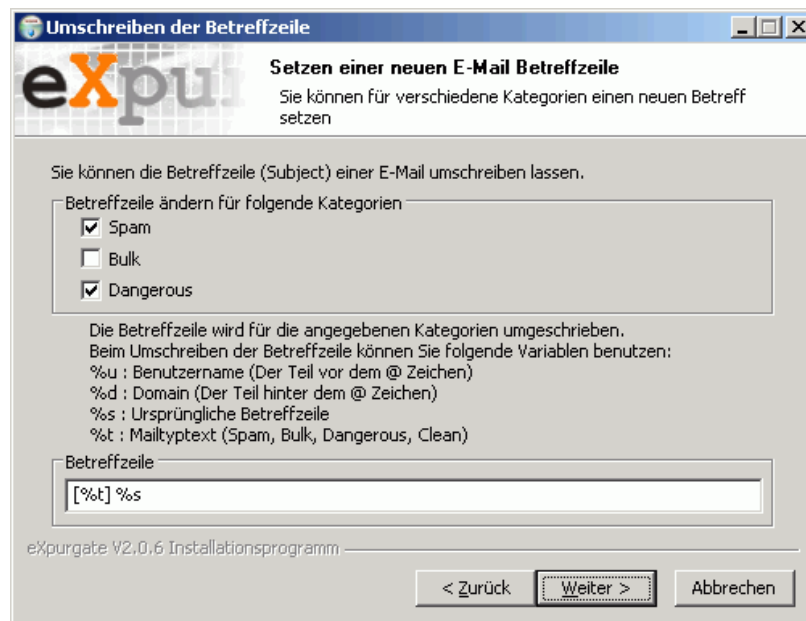 Umschreiben der Betreffzeile
eXpur
Setzen einer neuen E-Mail Betreffzeile
Sie können für verschiedene Kategorien einen neuen Betreff
setzen
Sie können die Betreffzeile (Subject) einer E-Mail umschreiben lassen.
Betreffzeile ändern für folgende Kategorien
Spam
Bulk
Dangerous
Die Betreffzeile wird für die angegebenen Kategorien umgeschrieben.
Beim Umschreiben der Betreffzeile können Sie folgende Variablen benutzen:
%u : Benutzername (Der Teil vor dem @ Zeichen)
%d : Domain (Der Teil hinter dem @ Zeichen)
%s : Ursprüngliche Betreffzeile
%t : Mailtyptext (Spam, Bulk, Dangerous, Clean)
Betreffzeile
[%t] %s
eXpurgate V2.0.6 Installationsprogramm
< Zurück
Weiter >
Abbrechen